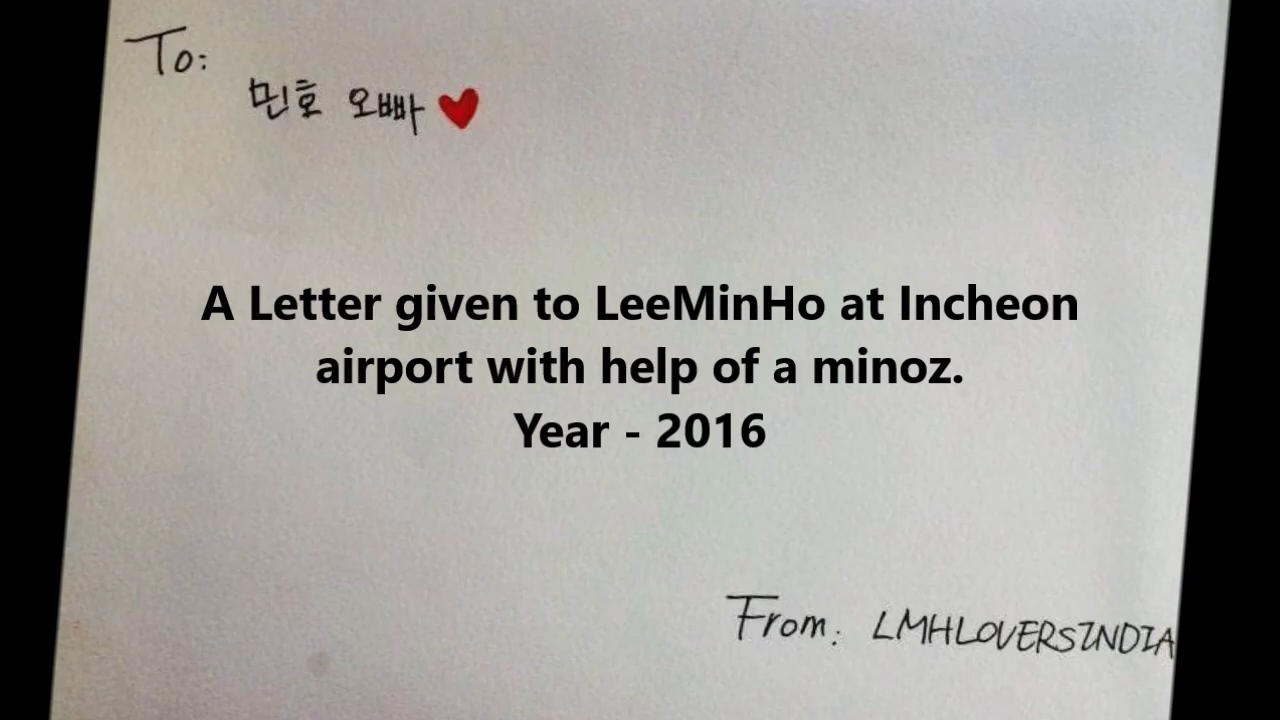 To:
민호 오빠
A Letter given to LeeMinHo at Incheon
airport with help of a minoz.
Year - 2016
From: LMHLOVERSINDIA